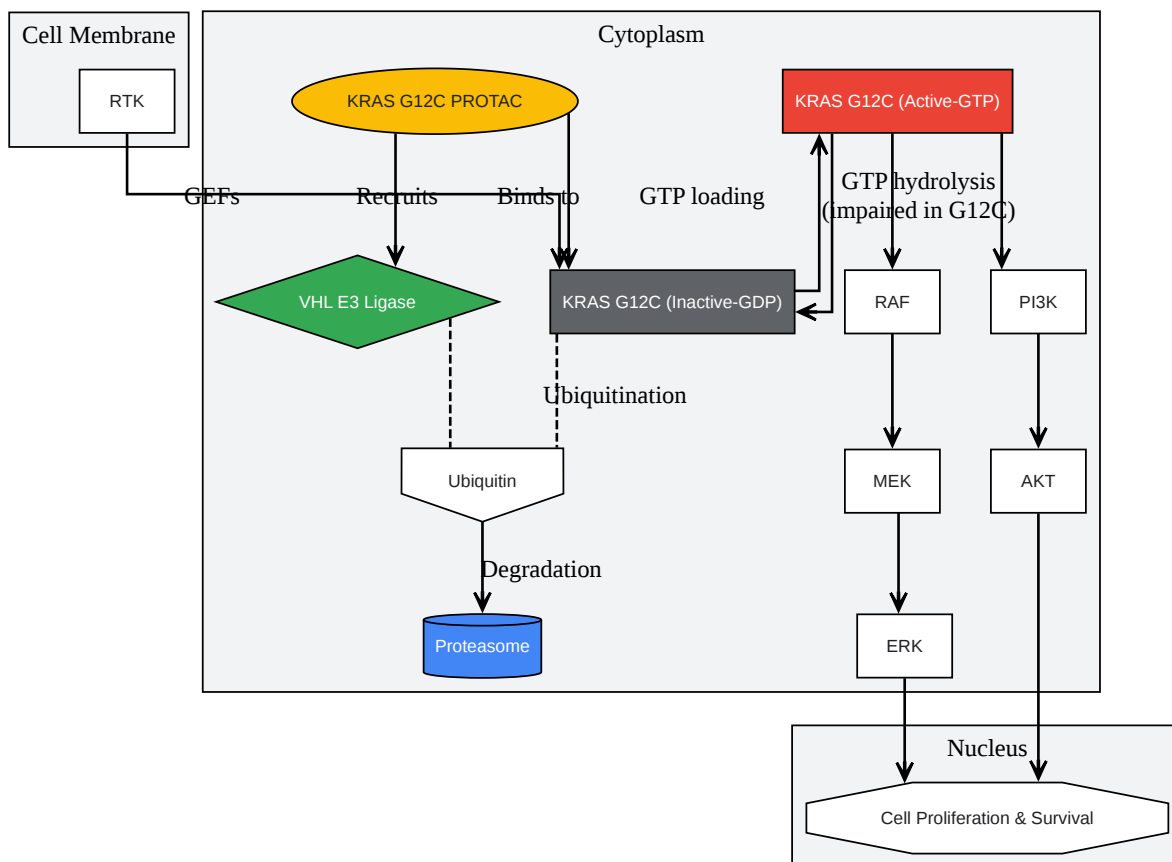 Cell Membrane
Cytoplasm
RTK
KRAS G12C PROTAC
KRAS G12C (Active-GTP)
GEFs
Recruits
Binds to
GTP loading
GTP hydrolysis
(impaired in G12C)
VHL E3 Ligase
KRAS G12C (Inactive-GDP)
RAF
PI3K
Ubiquitination
Ubiquitin
MEK
AKT
Degradation
Proteasome
ERK
Nucleus
Cell Proliferation & Survival